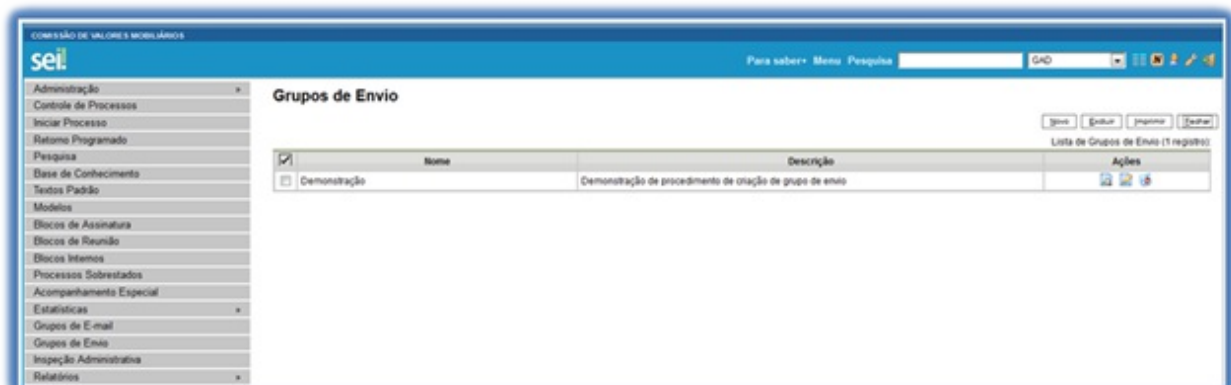 COMISSÃO DE VALORES MOBILIÁRIOS
sei!
Para saber+ Menu Pesquisa GAD
Administração
Controle de Processos
Iniciar Processo
Retorno Programado
Pesquisa
Base de Conhecimento
Textos Padrão
Modelos
Blocos de Assinatura
Blocos de Reunião
Blocos Internos
Processos Sobrestados
Acompanhamento Especial
Estatísticas
Grupos de E-mail
Grupos de Envio
Inspeção Administrativa
Relatórios
Grupos de Envio
Novo Excluir Imprimir Fechar
Lista de Grupos de Envio (1 registro):
Nome Descrição Ações
Demonstração Demonstração de procedimento de criação de grupo de envio